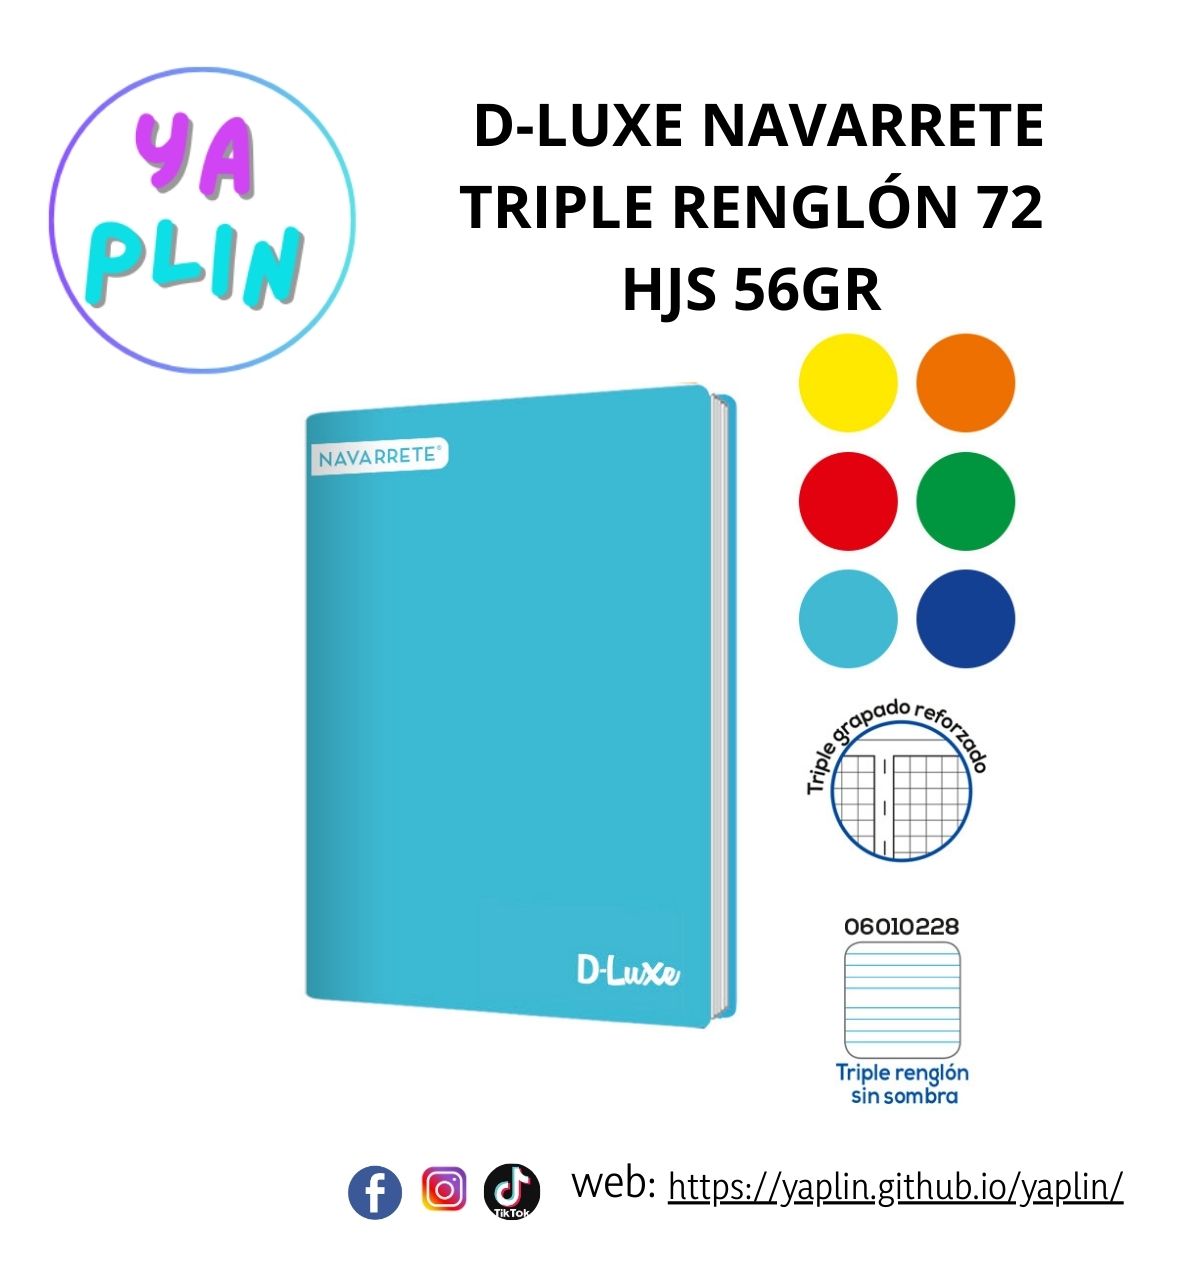 YA
PLIN
D-LUXE NAVARRETE
TRIPLE RENGLÓN 72
HJS 56GR
NAVARRETE®
D-Luxe
Triple grapado reforzado
06010228
Triple renglón
sin sombra
TikTok
web: https://yaplin.github.io/yaplin/